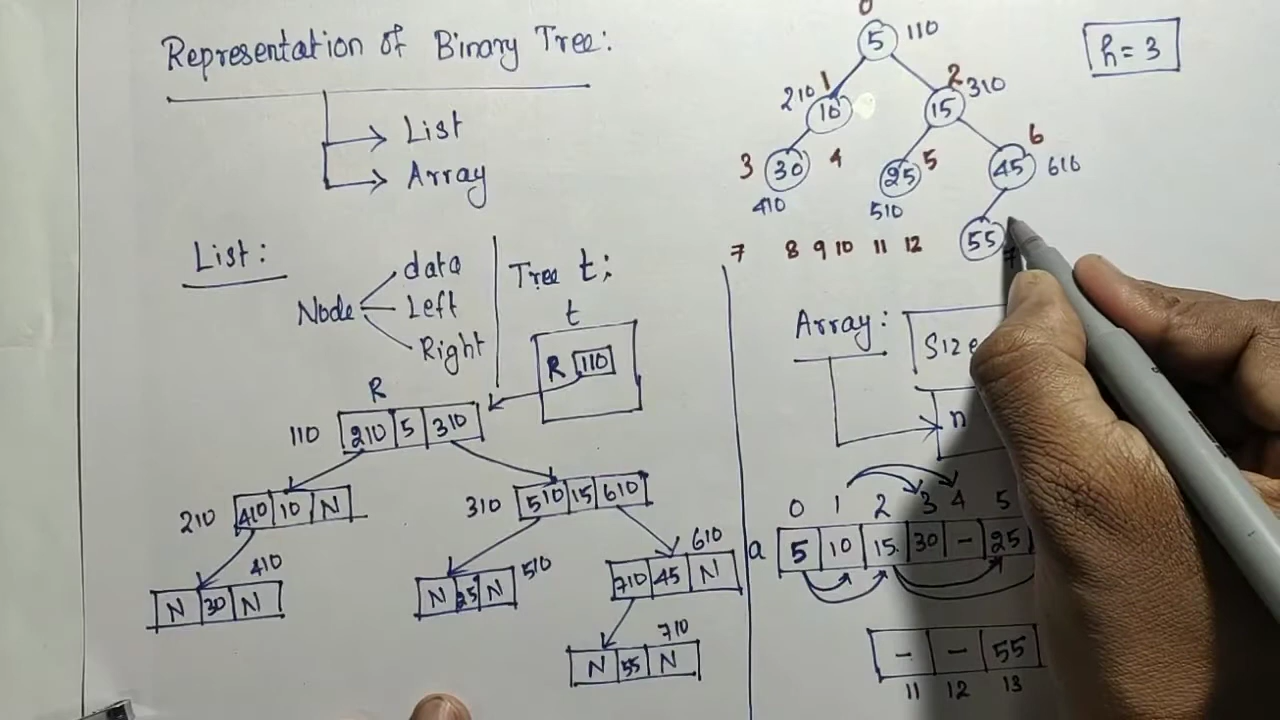 Representation of Binary Tree:
List
Array
List:
Node
data
Left
Right
Tree t;
t
R 110
R
110 210 5 310
210 410 10 N
310 510 15 610
410
N 30 N
510
N 25 N
610
710 45 N
710
N 55 N
0
5 110
210 1
10
2 310
15
3 30 4
410
25 5
510
6
45 610
7 8 9 10 11 12
55
h = 3
Array:
Size
n
0 1 2 3 4 5
a 5 10 15 30 - 25
- - 55
11 12 13